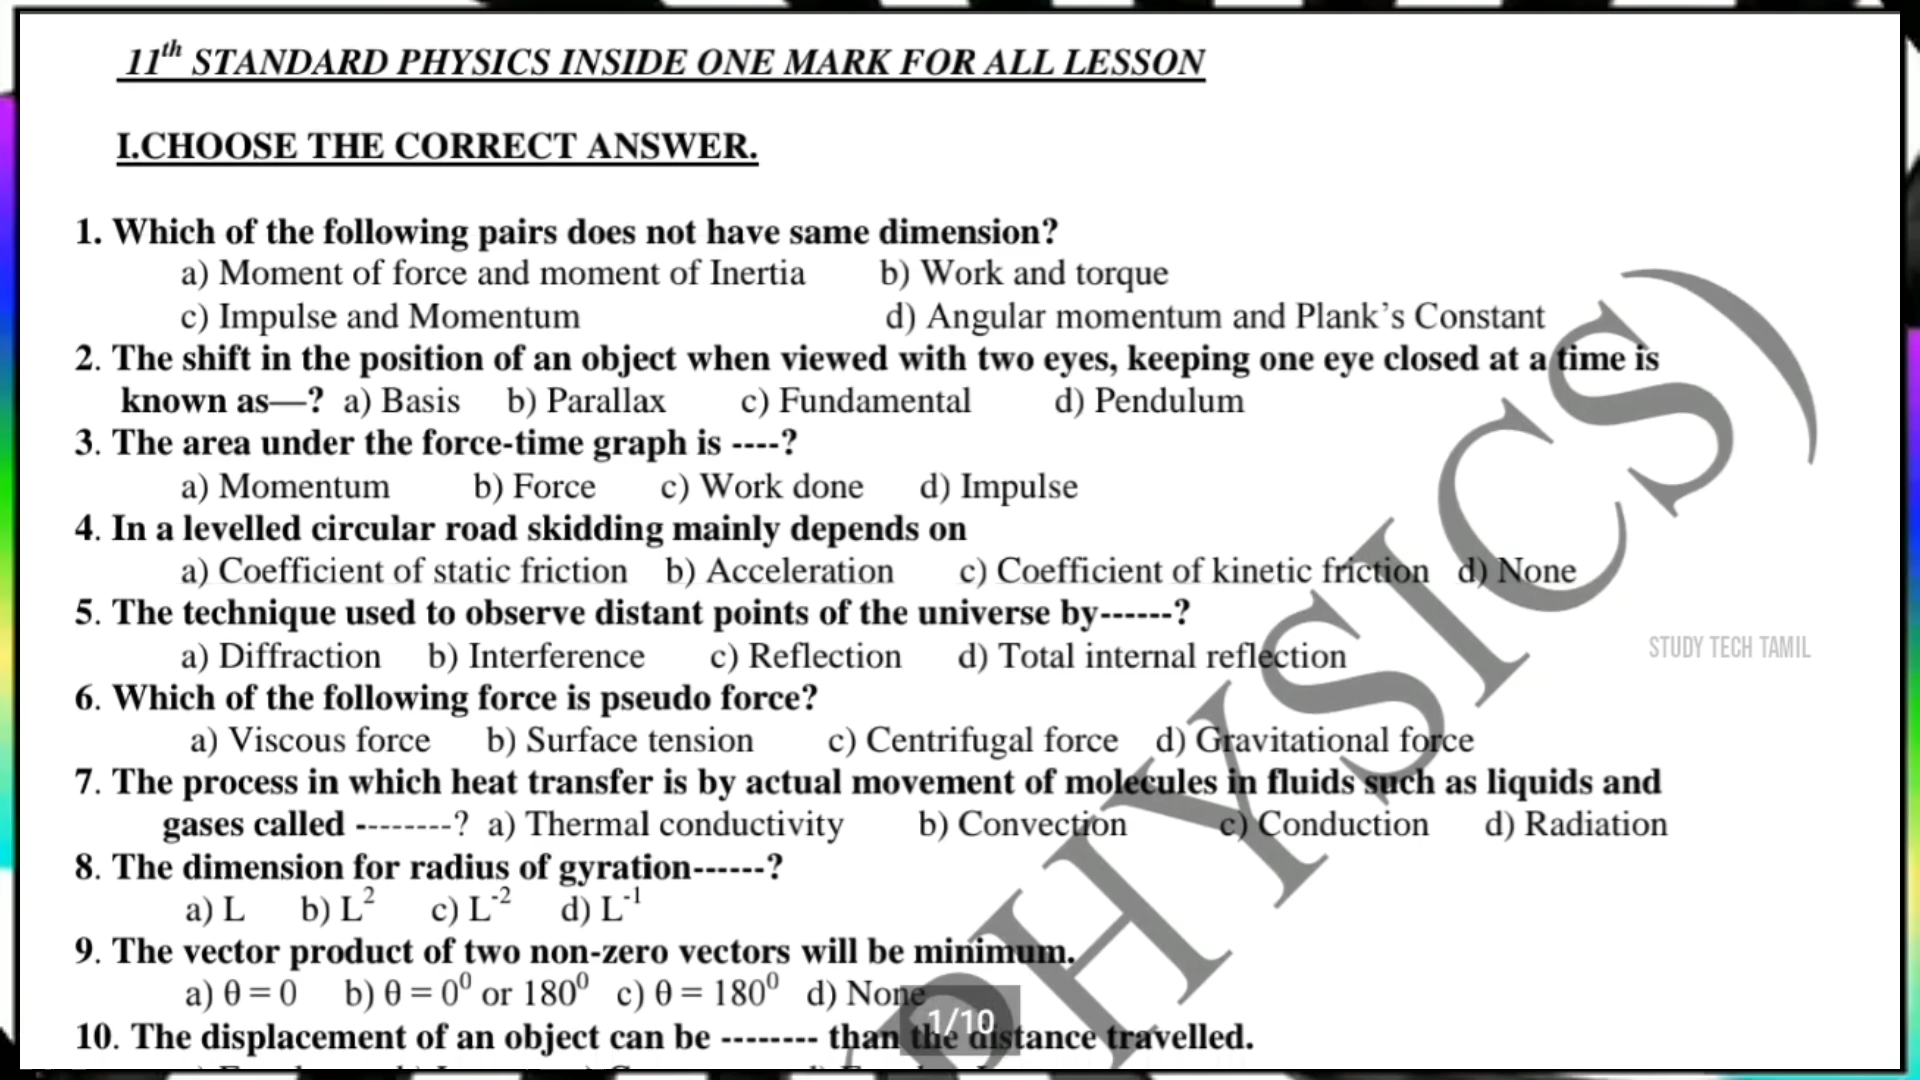 11th STANDARD PHYSICS INSIDE ONE MARK FOR ALL LESSON
I.CHOOSE THE CORRECT ANSWER.
1. Which of the following pairs does not have same dimension?
a) Moment of force and moment of Inertia b) Work and torque
c) Impulse and Momentum d) Angular momentum and Plank’s Constant
2. The shift in the position of an object when viewed with two eyes, keeping one eye closed at a time is
known as—? a) Basis b) Parallax c) Fundamental d) Pendulum
3. The area under the force-time graph is ----?
a) Momentum b) Force c) Work done d) Impulse
4. In a levelled circular road skidding mainly depends on
a) Coefficient of static friction b) Acceleration c) Coefficient of kinetic friction d) None
5. The technique used to observe distant points of the universe by------?
a) Diffraction b) Interference c) Reflection d) Total internal reflection
STUDY TECH TAMIL
6. Which of the following force is pseudo force?
a) Viscous force b) Surface tension c) Centrifugal force d) Gravitational force
7. The process in which heat transfer is by actual movement of molecules in fluids such as liquids and
gases called --------? a) Thermal conductivity b) Convection c) Conduction d) Radiation
8. The dimension for radius of gyration------?
a) L b) L² c) L⁻² d) L⁻¹
9. The vector product of two non-zero vectors will be minimum.
a) θ = 0 b) θ = 0⁰ or 180⁰ c) θ = 180⁰ d) None
10. The displacement of an object can be -------- than the distance travelled.
1/10
PHYSICS)